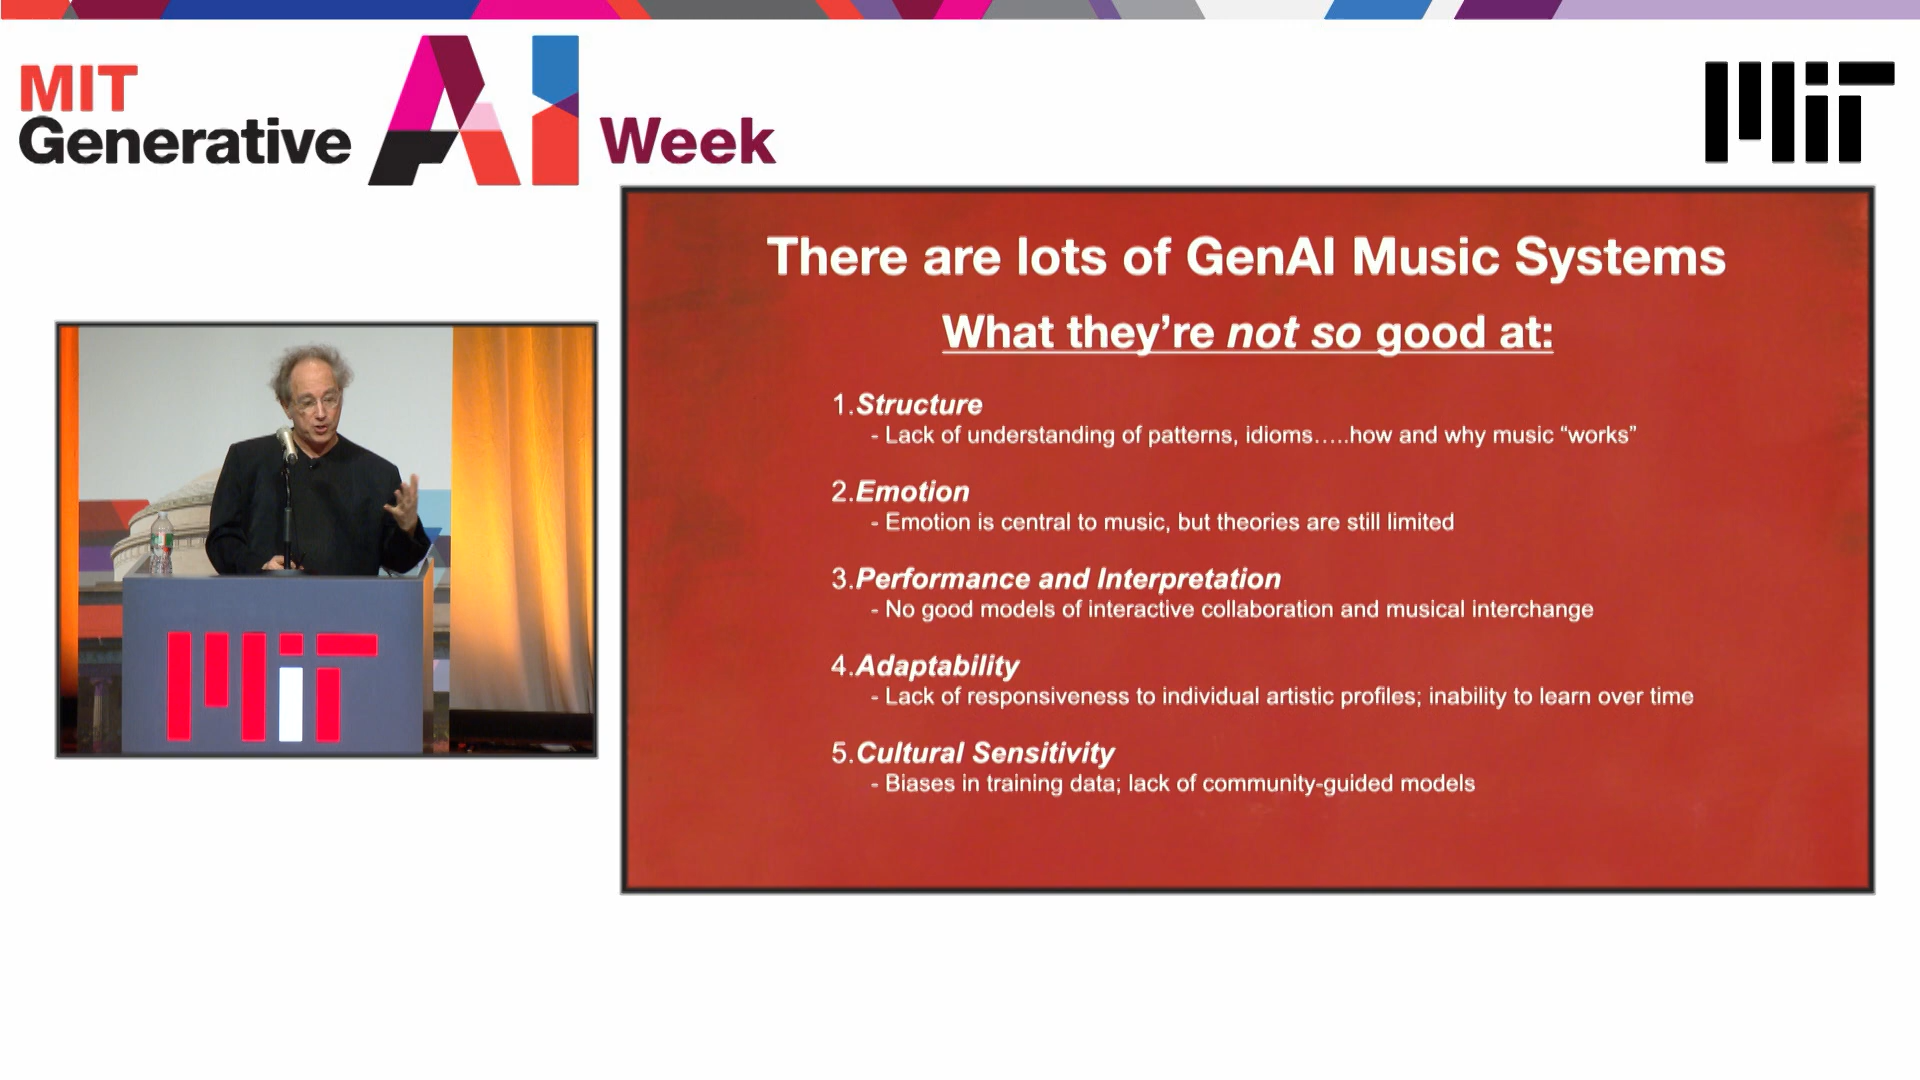 MIT
Generative AI Week
MIT
There are lots of GenAI Music Systems
What they’re not so good at:
1.Structure
- Lack of understanding of patterns, idioms…..how and why music “works”
2.Emotion
- Emotion is central to music, but theories are still limited
3.Performance and Interpretation
- No good models of interactive collaboration and musical interchange
4.Adaptability
- Lack of responsiveness to individual artistic profiles; inability to learn over time
5.Cultural Sensitivity
- Biases in training data; lack of community-guided models
MIT